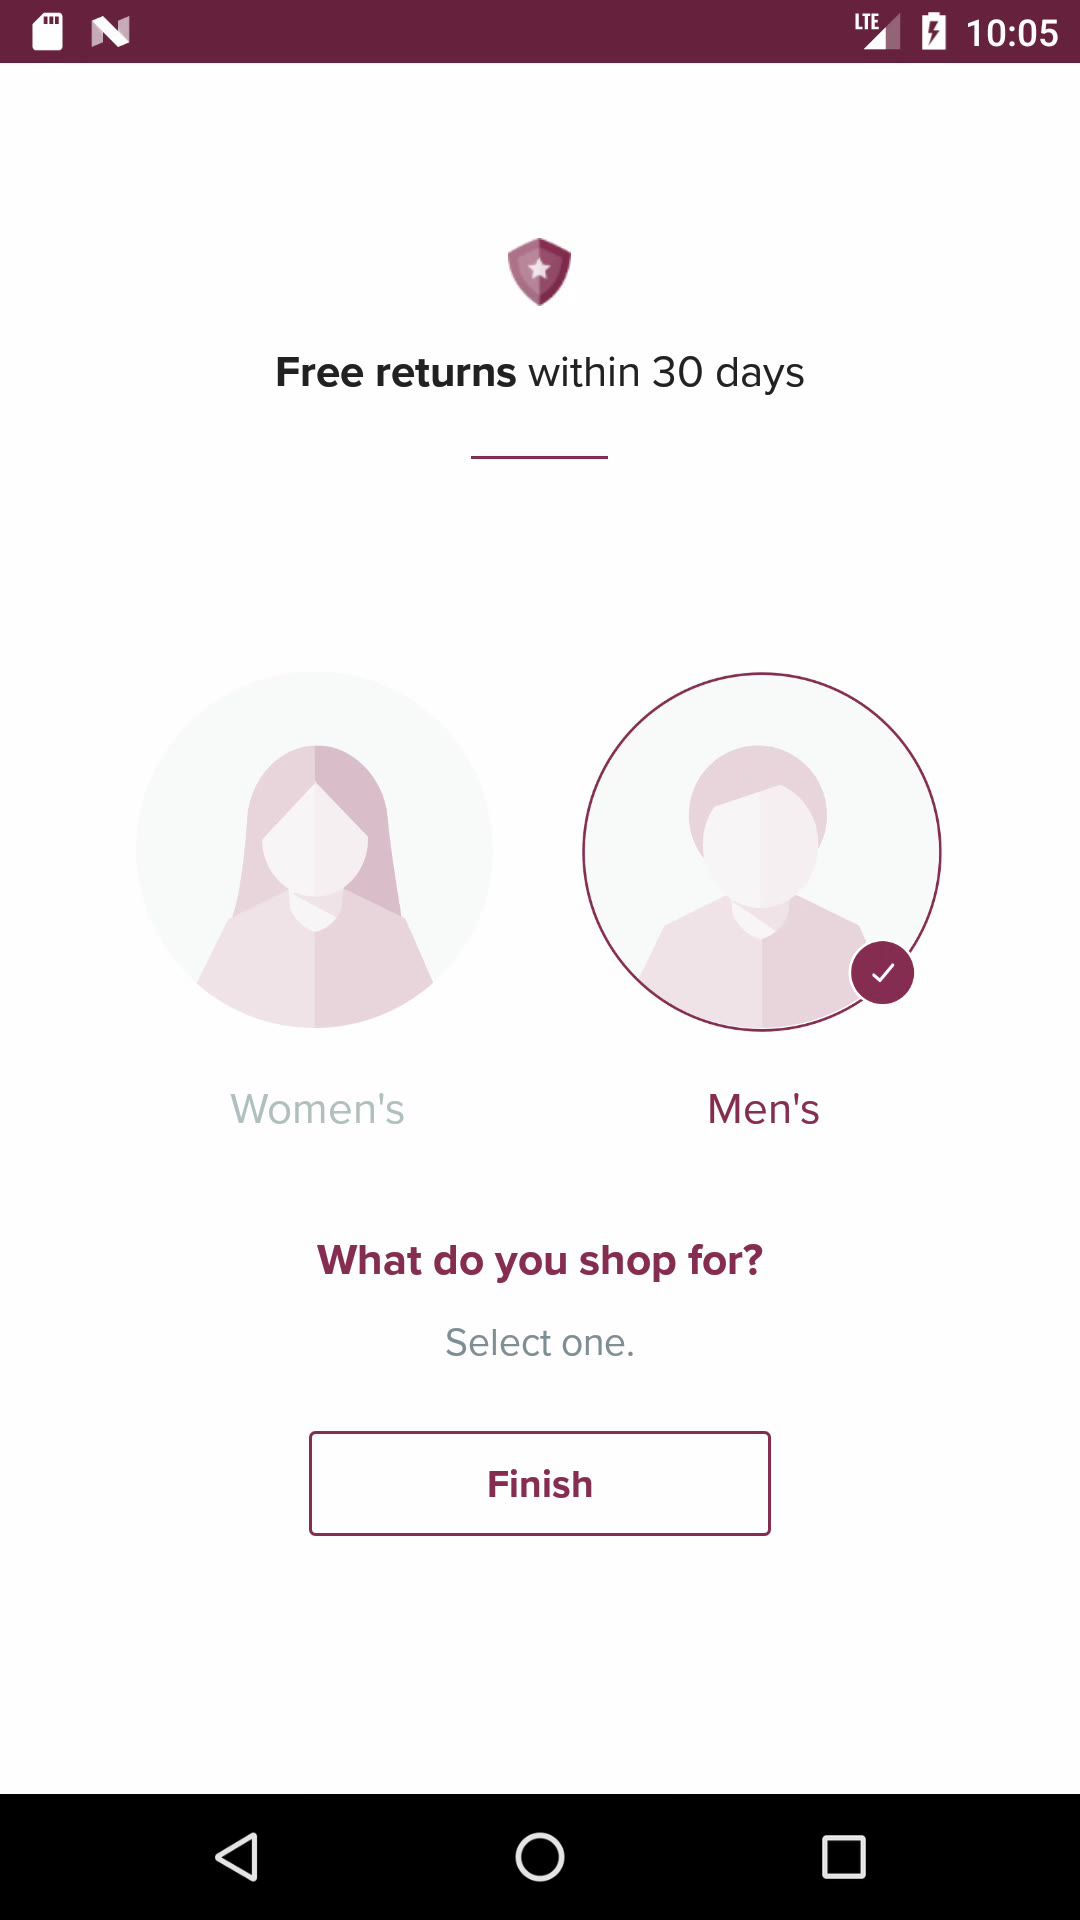 LTE 10:05
Free returns within 30 days
Women's Men's
What do you shop for?
Select one.
Finish